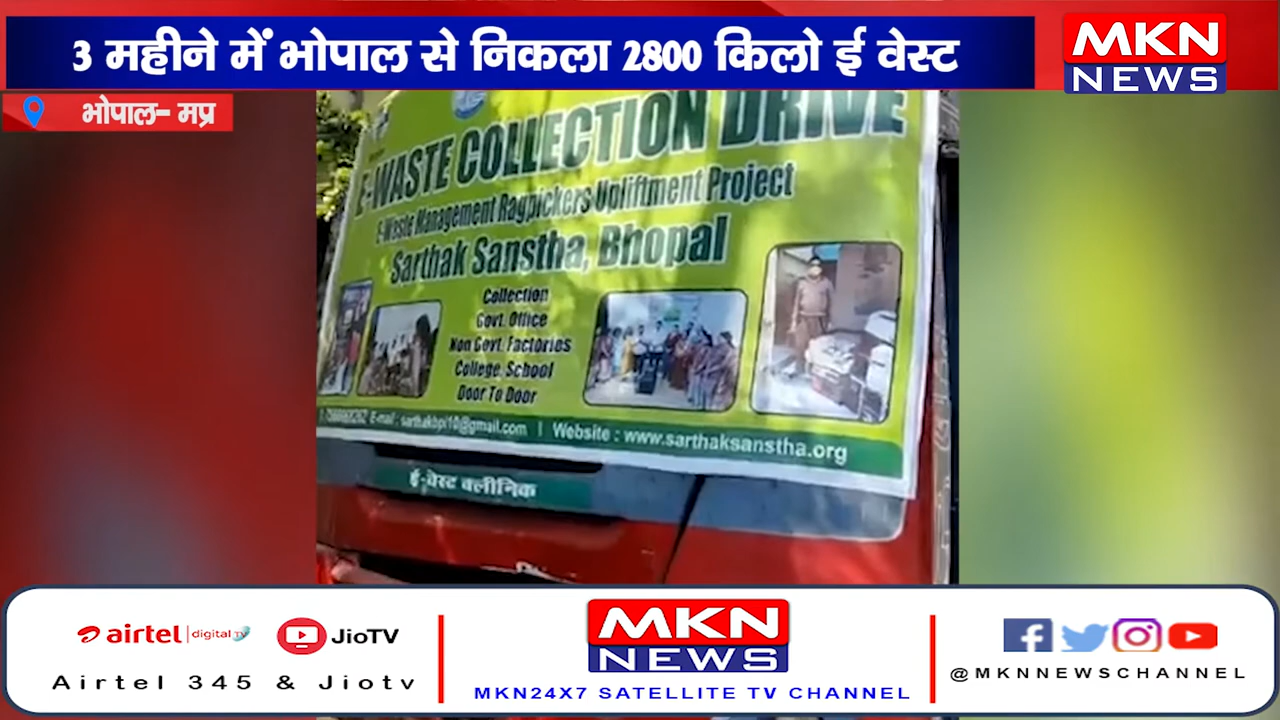 3 महीने में भोपाल से निकला 2800 किलो ई वेस्ट
MKN
NEWS
भोपाल- मप्र
E-WASTE COLLECTION DRIVE
E-Waste Management Ragpickers Upliftment Project
Sarthak Sanstha, Bhopal
Collection
Govt. Office
Non Govt. Factories
College, School
Door To Door
E-mail : sarthakbpl10@gmail.com | Website : www.sarthaksanstha.org
ई-वेस्ट क्लीनिक
airtel digital TV
JioTV
Airtel 345 & Jiotv
MKN
NEWS
MKN24X7 SATELLITE TV CHANNEL
@MKNNEWSCHANNEL